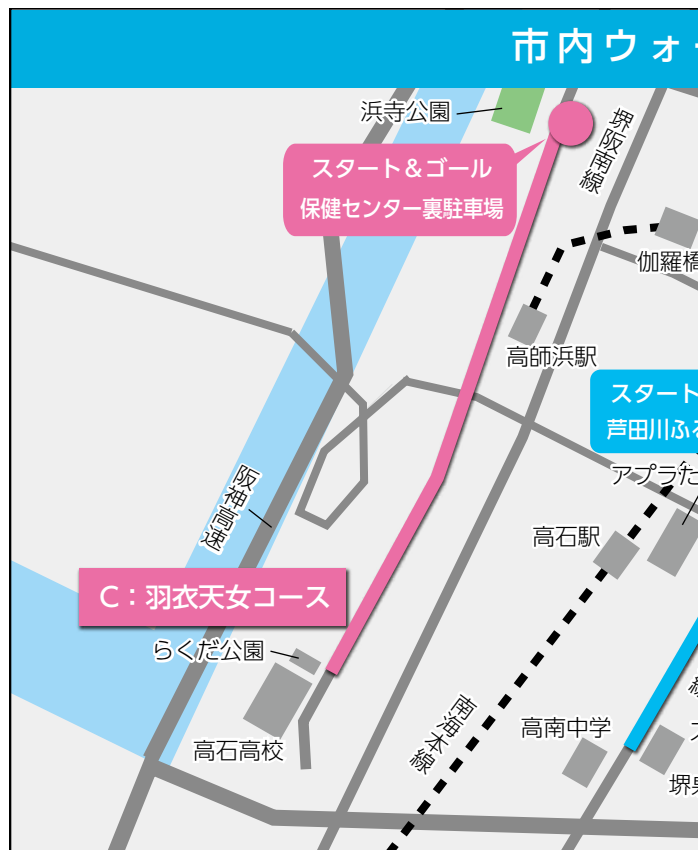 市内ウォー
浜寺公園
堺阪南線
スタート＆ゴール
保健センター裏駐車場
伽羅橋
高師浜駅
スタート
芦田川ふる
アプラた
阪神高速
高石駅
C：羽衣天女コース
らくだ公園
南海本線
高南中学
高石高校
堺泉